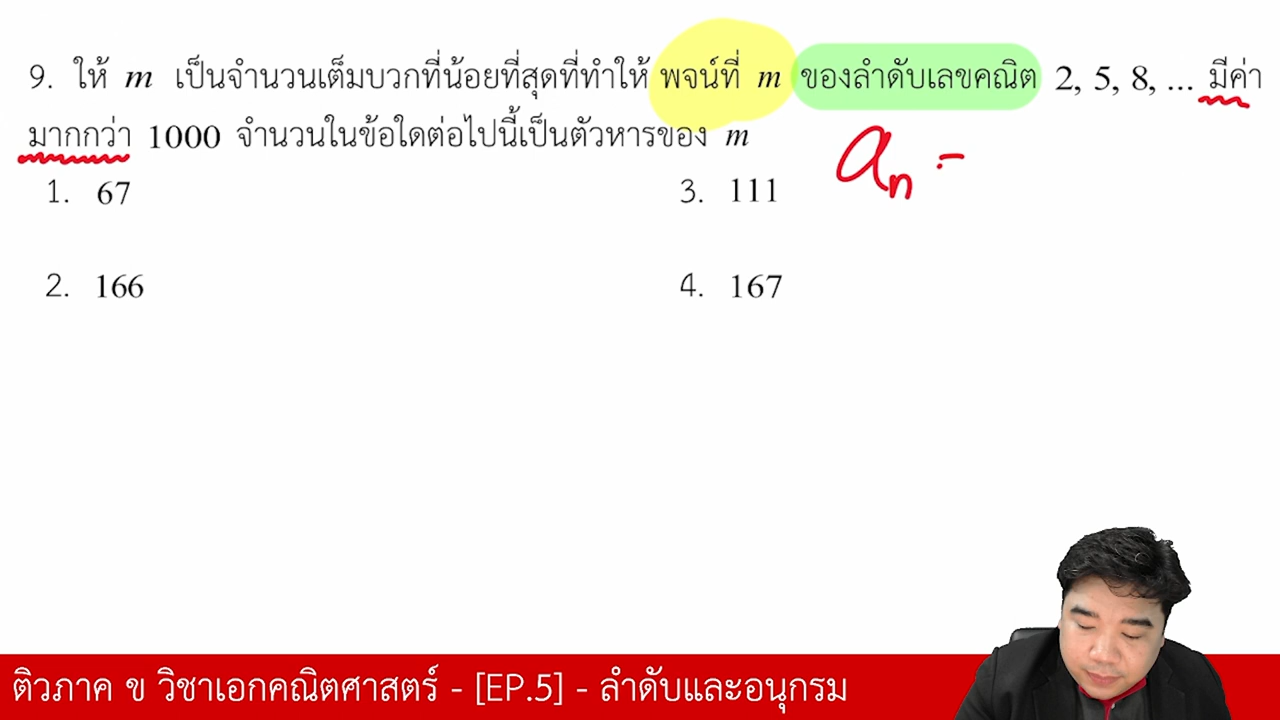 9. ให้ m เป็นจำนวนเต็มบวกที่น้อยที่สุดที่ทำให้ พจน์ที่ m ของลำดับเลขคณิต 2, 5, 8, ... มีค่า
มากกว่า 1000 จำนวนในข้อใดต่อไปนี้เป็นตัวหารของ m
aₙ =
1. 67
3. 111
2. 166
4. 167
ติวภาค ข วิชาเอกคณิตศาสตร์ - [EP.5] - ลำดับและอนุกรม